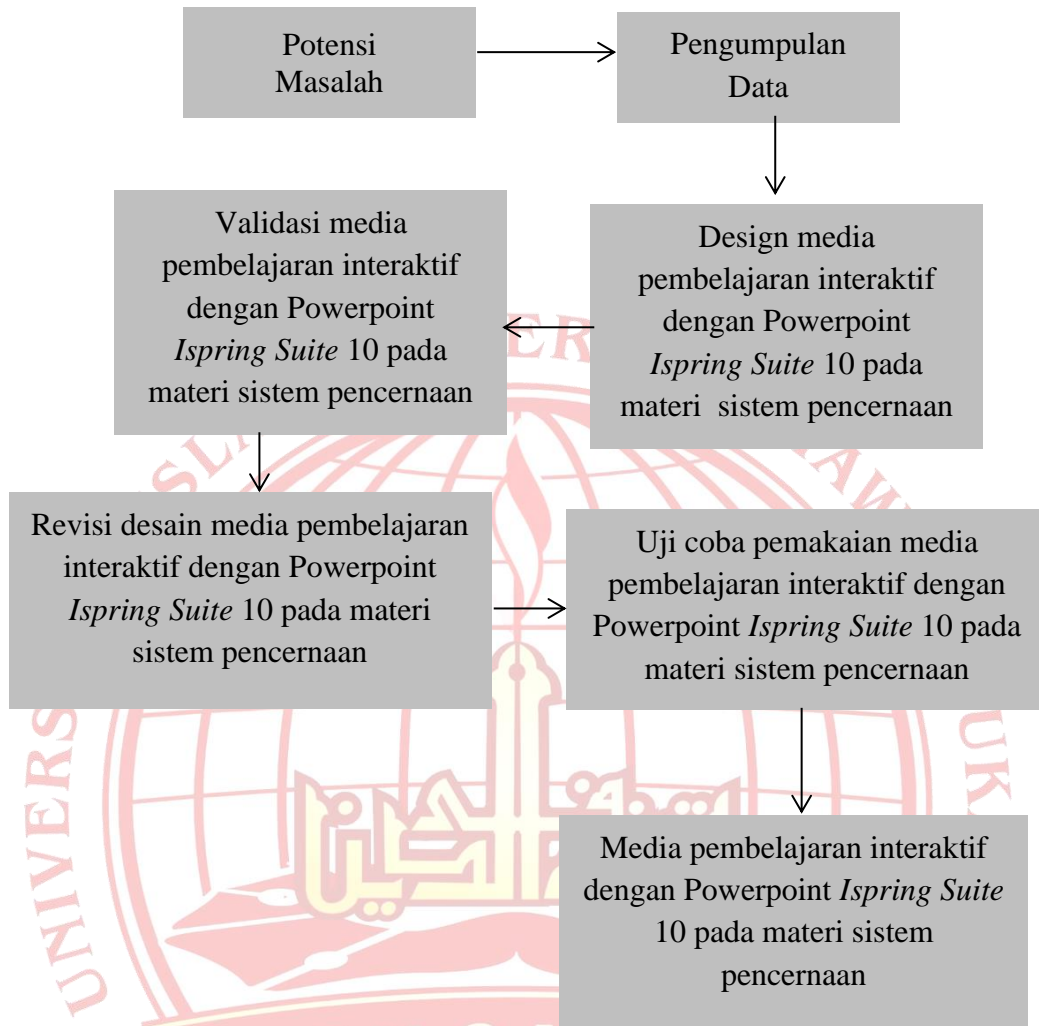 Potensi
Masalah
Pengumpulan
Data
Design media
pembelajaran interaktif
dengan Powerpoint
Ispring Suite 10 pada
materi sistem pencernaan
Validasi media
pembelajaran interaktif
dengan Powerpoint
Ispring Suite 10 pada
materi sistem pencernaan
Revisi desain media pembelajaran
interaktif dengan Powerpoint
Ispring Suite 10 pada materi
sistem pencernaan
Uji coba pemakaian media
pembelajaran interaktif dengan
Powerpoint Ispring Suite 10 pada
materi sistem pencernaan
Media pembelajaran interaktif
dengan Powerpoint Ispring Suite
10 pada materi sistem
pencernaan